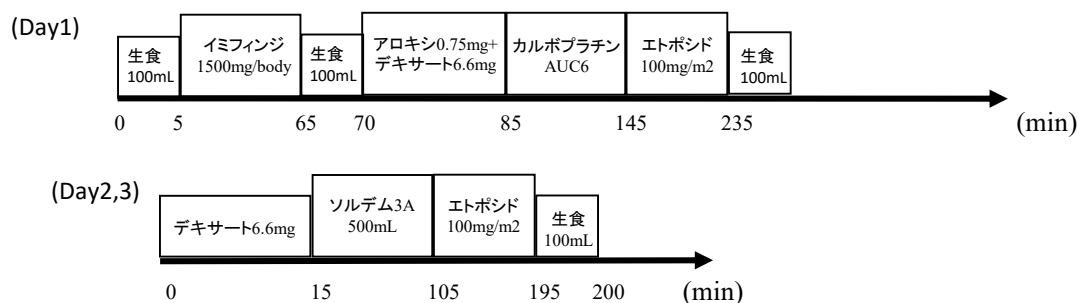 (Day1)
生食
100mL
イミフィンジ
1500mg/body
生食
100mL
アロキシ0.75mg+
デキサート6.6mg
カルボプラチン
AUC6
エトポシド
100mg/m2
生食
100mL
0 5 65 70 85 145 235 (min)
(Day2,3)
デキサート6.6mg
ソルデム3A
500mL
エトポシド
100mg/m2
生食
100mL
0 15 105 195 200 (min)